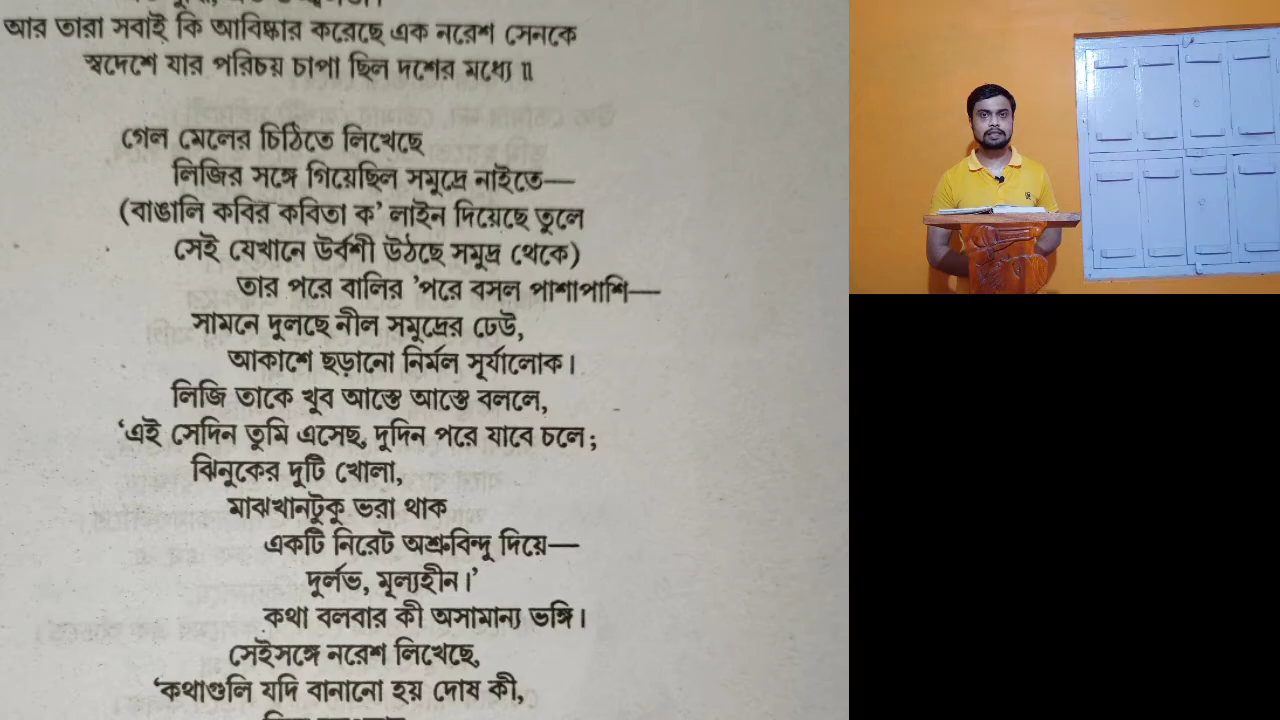 আর তারা সবাই কি আবিষ্কার করেছে এক নরেশ সেনকে
স্বদেশে যার পরিচয় চাপা ছিল দশের মধ্যে॥
গেল মেলের চিঠিতে লিখেছে
লিজির সঙ্গে গিয়েছিল সমুদ্রে নাইতে—
(বাঙালি কবির কবিতা ক' লাইন দিয়েছে তুলে
সেই যেখানে উর্বশী উঠছে সমুদ্র থেকে)
তার পরে বালির 'পরে বসল পাশাপাশি—
সামনে দুলছে নীল সমুদ্রের ঢেউ,
আকাশে ছড়ানো নির্মল সূর্যালোক।
লিজি তাকে খুব আস্তে আস্তে বললে,
‘এই সেদিন তুমি এসেছ, দুদিন পরে যাবে চলে;
ঝিনুকের দুটি খোলা,
মাঝখানটুকু ভরা থাক
একটি নিরেট অশ্রুবিন্দু দিয়ে—
দুর্লভ, মূল্যহীন।’
কথা বলবার কী অসামান্য ভঙ্গি।
সেইসঙ্গে নরেশ লিখেছে,
‘কথাগুলি যদি বানানো হয় দোষ কী,